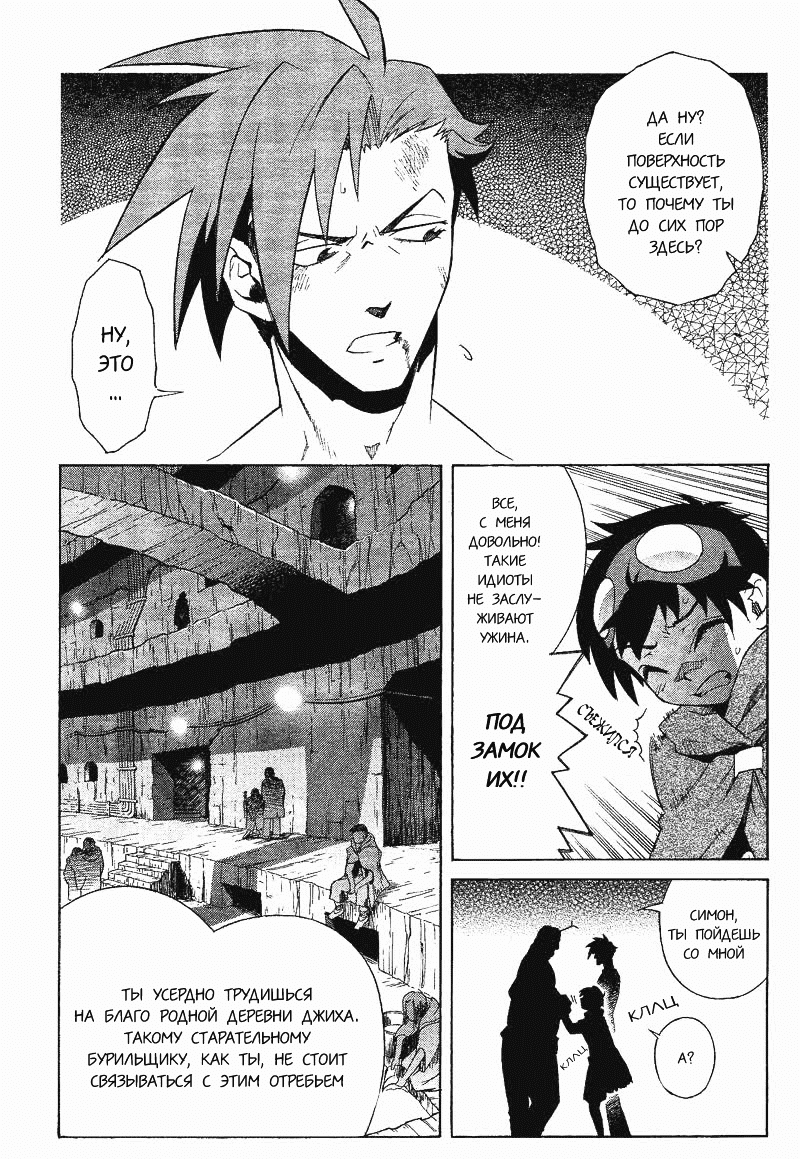 ДА НУ?
ЕСЛИ
ПОВЕРХНОСТЬ
СУЩЕСТВУЕТ,
ТО ПОЧЕМУ ТЫ
ДО СИХ ПОР
ЗДЕСЬ?
НУ,
ЭТО
...
ВСЕ,
С МЕНЯ
ДОВОЛЬНО!
ТАКИЕ
ИДИОТЫ
НЕ ЗАСЛУ-
ЖИВАЮТ
УЖИНА.
ПОД
ЗАМОК
ИХ!!
СЪЕЖИЛСЯ
СИМОН,
ТЫ ПОЙДЕШЬ
СО МНОЙ
КЛАЦ
КЛАЦ
А?
ТЫ УСЕРДНО ТРУДИШЬСЯ
НА БЛАГО РОДНОЙ ДЕРЕВНИ ДЖИХА.
ТАКОМУ СТАРАТЕЛЬНОМУ
БУРИЛЬЩИКУ, КАК ТЫ, НЕ СТОИТ
СВЯЗЫВАТЬСЯ С ЭТИМ ОТРЕБЬЕМ